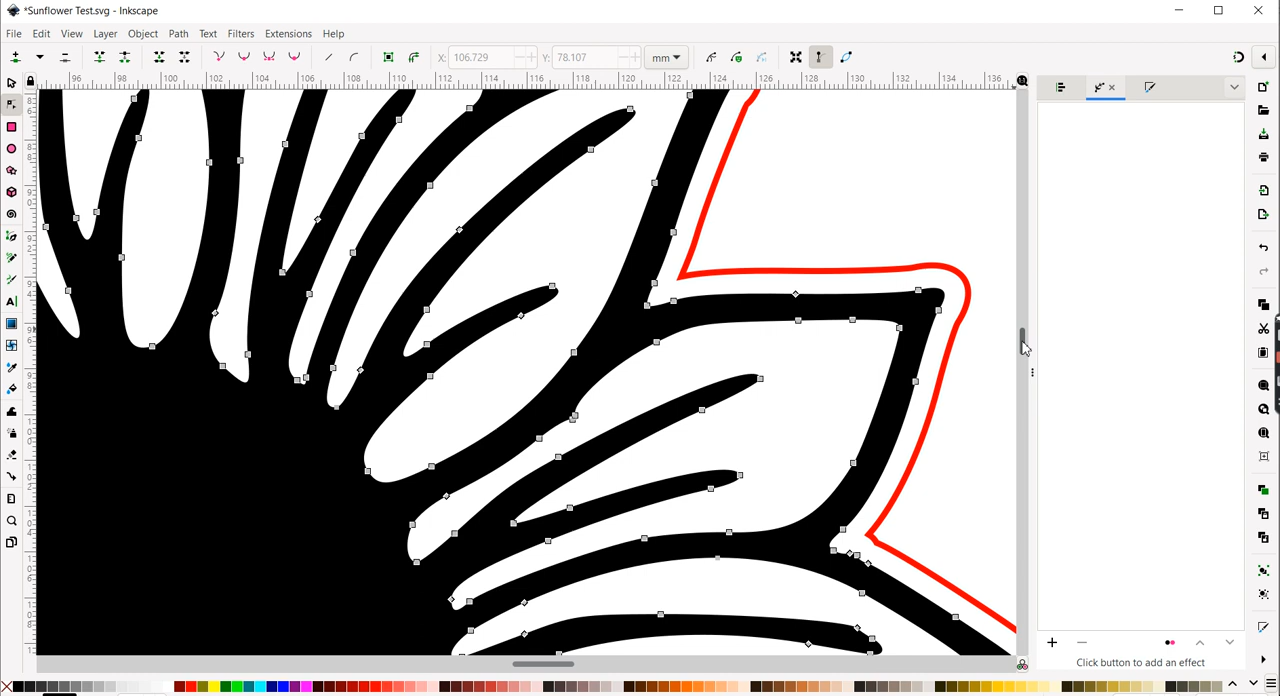 *Sunflower Test.svg - Inkscape
File Edit View Layer Object Path Text Filters Extensions Help
X: 106.729 Y: 78.107 mm
96 98 100 102 104 106 108 110 112 114 116 118 120 122 124 126 128 130 132 134 136
Click button to add an effect